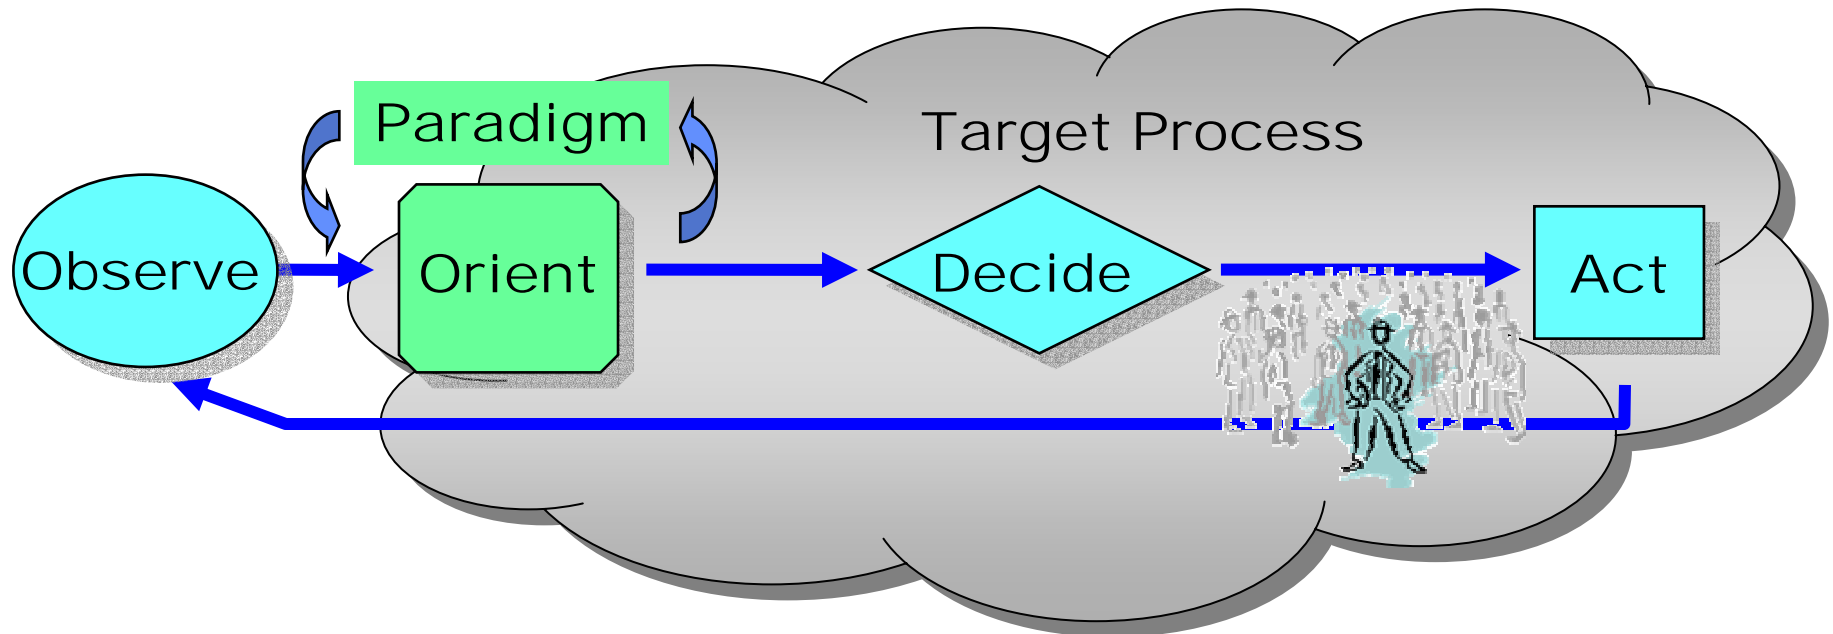 Paradigm
Target Process
Observe
Orient
Decide
Act